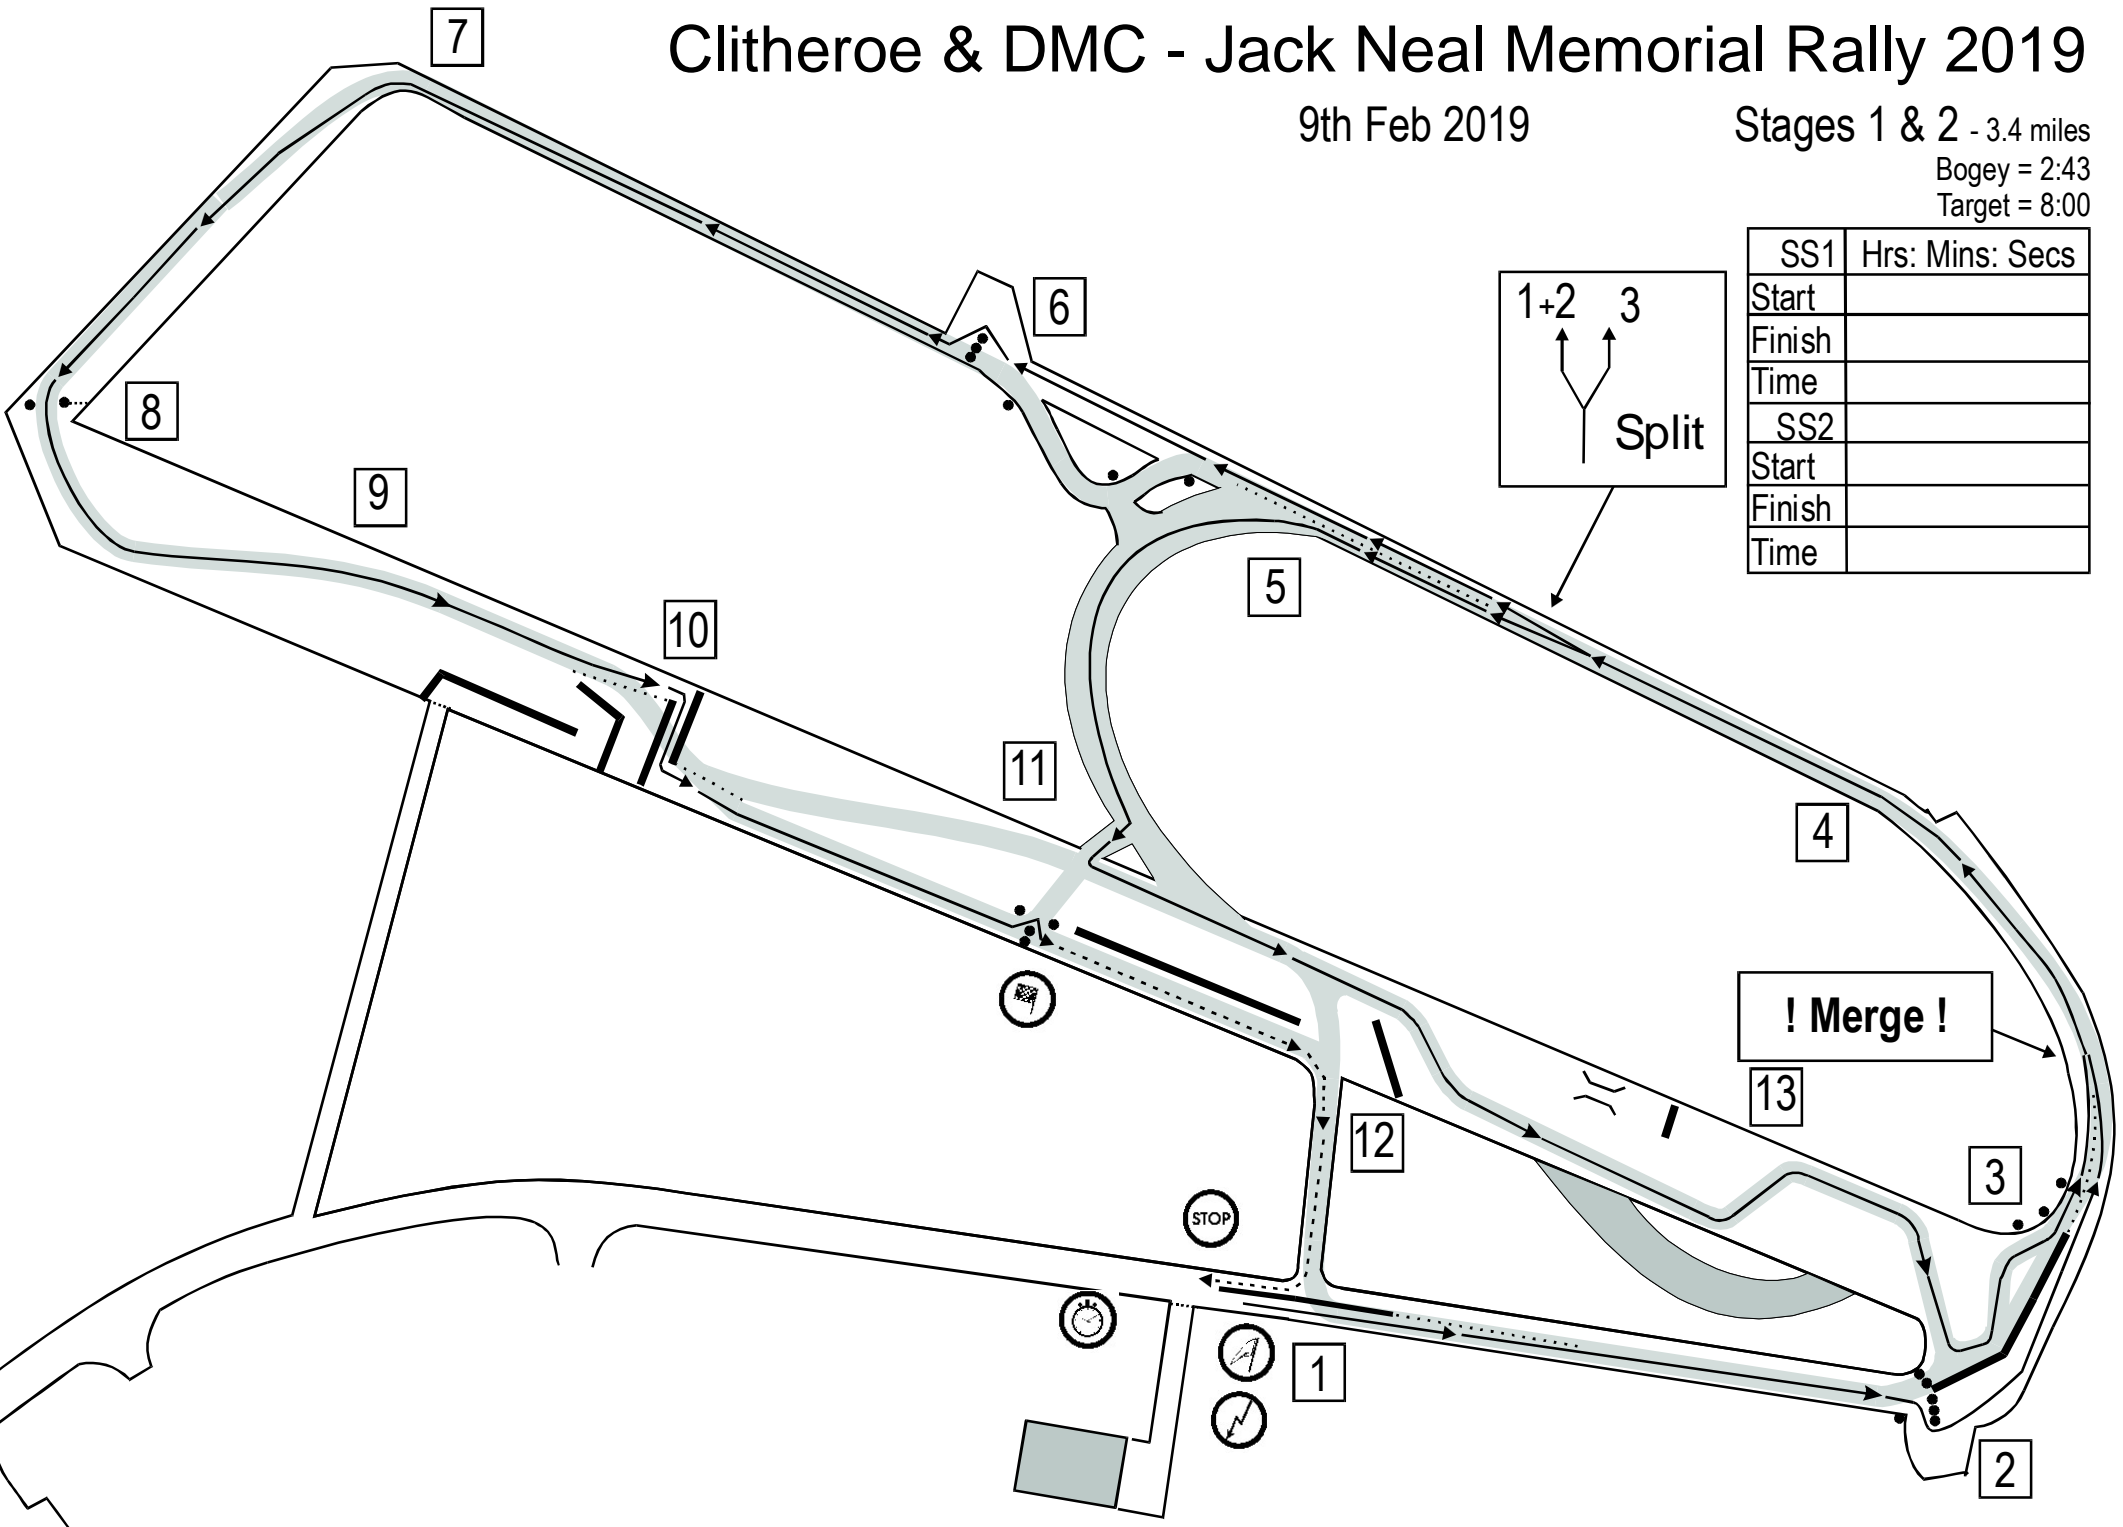 Clitheroe & DMC - Jack Neal Memorial Rally 2019
9th Feb 2019
Stages 1 & 2 - 3.4 miles
Bogey = 2:43
Target = 8:00
SS1 Hrs: Mins: Secs
Start
Finish
Time
SS2
Start
Finish
Time
1+2 3
Split
7
6
8
9
5
10
11
4
! Merge !
13
12
3
STOP
1
2